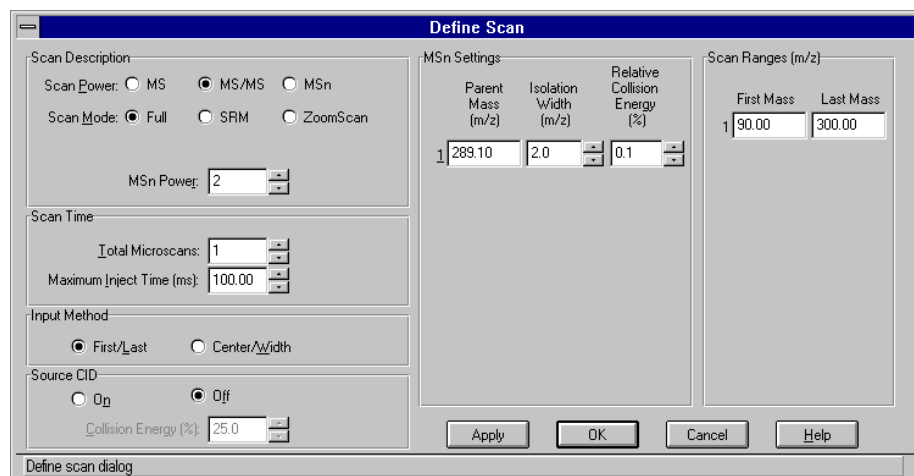 Define Scan
Scan Description
Scan Power: MS MS/MS MSn
Scan Mode: Full SRM ZoomScan
MSn Power: 2
Scan Time
Total Microscans: 1
Maximum Inject Time (ms): 100.00
Input Method
First/Last Center/Width
Source CID
On Off
Collision Energy (%): 25.0
MSn Settings
Parent Mass (m/z)
Isolation Width (m/z)
Relative Collision Energy (%)
1 289.10 2.0 0.1
Scan Ranges (m/z)
First Mass Last Mass
1 90.00 300.00
Apply OK Cancel Help
Define scan dialog